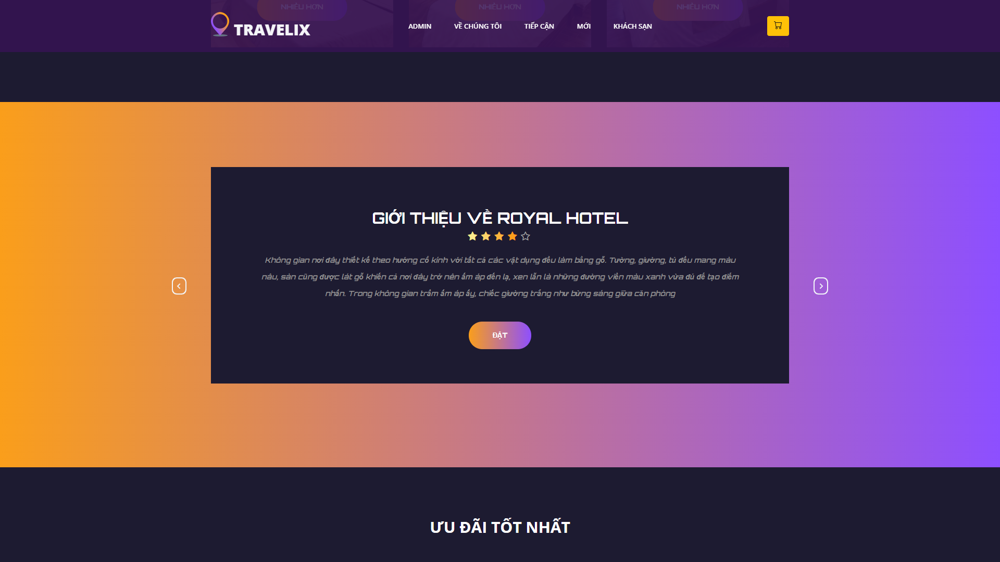 NHIỀU HƠN
NHIỀU HƠN
NHIỀU HƠN
TRAVELIX
ADMIN
VỀ CHÚNG TÔI
TIẾP CẬN
MỚI
KHÁCH SẠN
GIỚI THIỆU VỀ ROYAL HOTEL
Không gian nơi đây thiết kế theo hướng cổ kính với tất cả các vật dụng đều làm bằng gỗ. Tường, giường, tủ đều mang màu
nâu, sàn cũng được lát gỗ khiến cả nơi đây trở nên ấm áp đến lạ, xen lẫn là những đường viền màu xanh vừa đủ để tạo điểm
nhấn. Trong không gian trầm ấm áp ấy, chiếc giường trắng như bừng sáng giữa căn phòng
ĐẶT
ƯU ĐÃI TỐT NHẤT